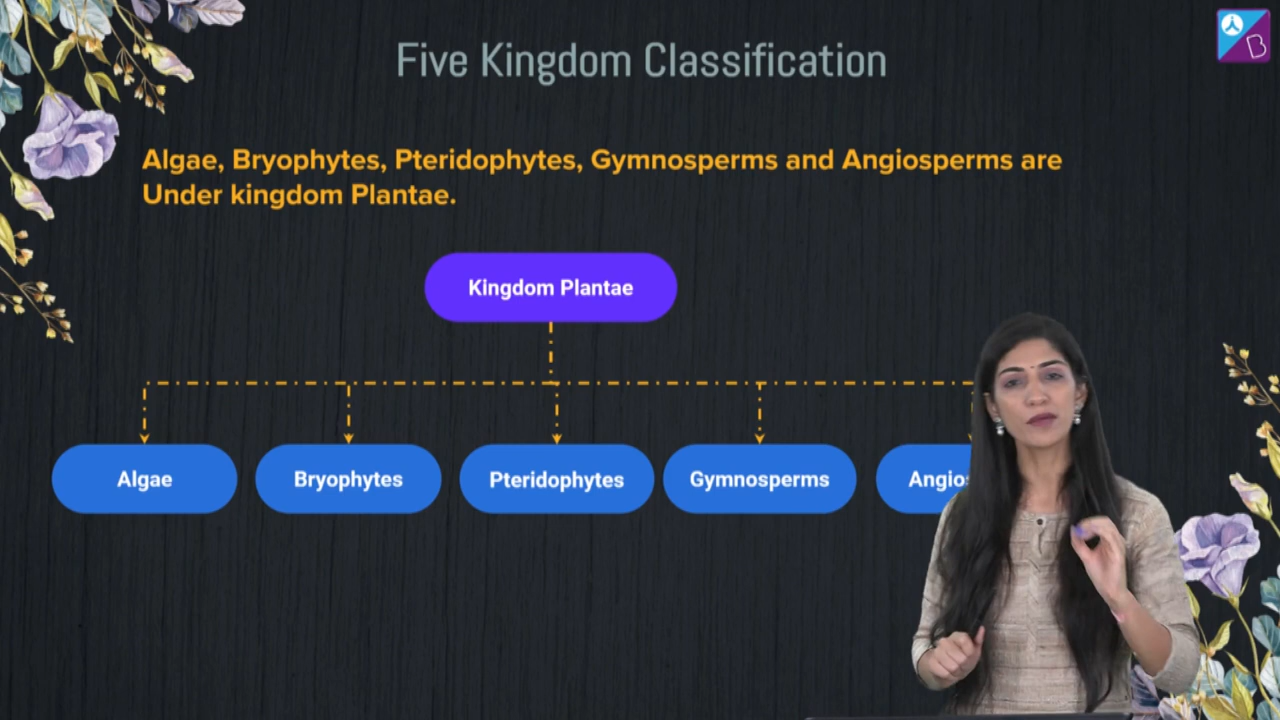 Five Kingdom Classification
Algae, Bryophytes, Pteridophytes, Gymnosperms and Angiosperms are
Under kingdom Plantae.
Kingdom Plantae
Algae
Bryophytes
Pteridophytes
Gymnosperms
Angios
B